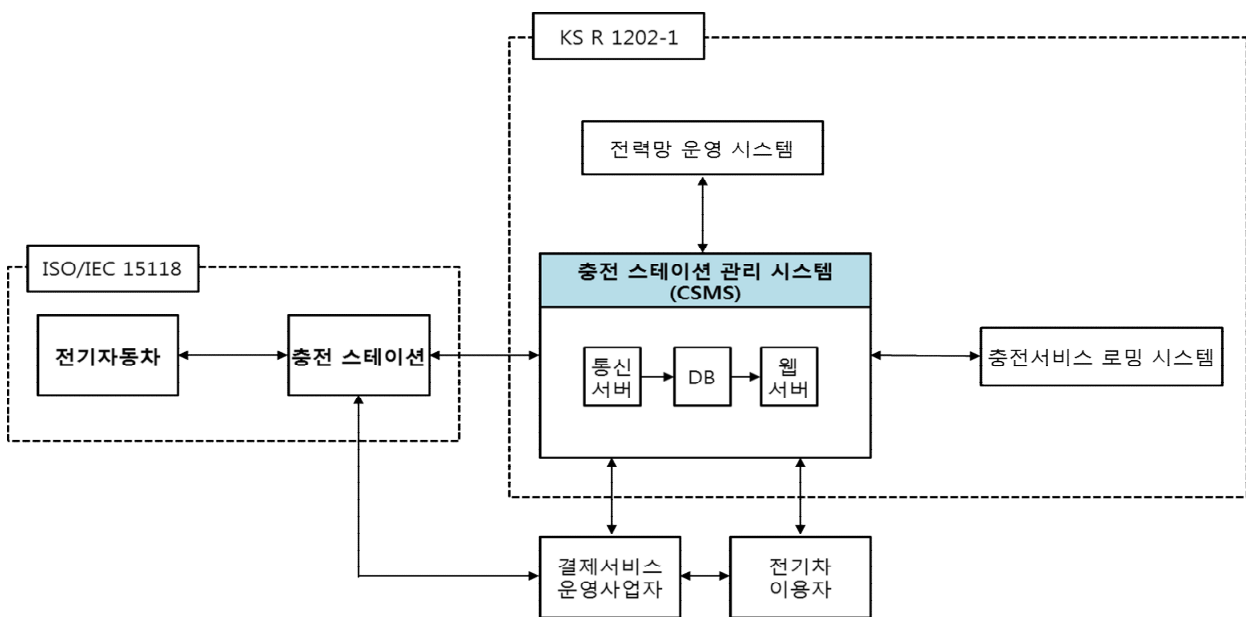 KS R 1202-1
전력망 운영 시스템
ISO/IEC 15118
충전 스테이션 관리 시스템
(CSMS)
전기자동차
충전 스테이션
통신
서버
DB
웹
서버
충전서비스 로밍 시스템
결제서비스
운영사업자
전기차
이용자